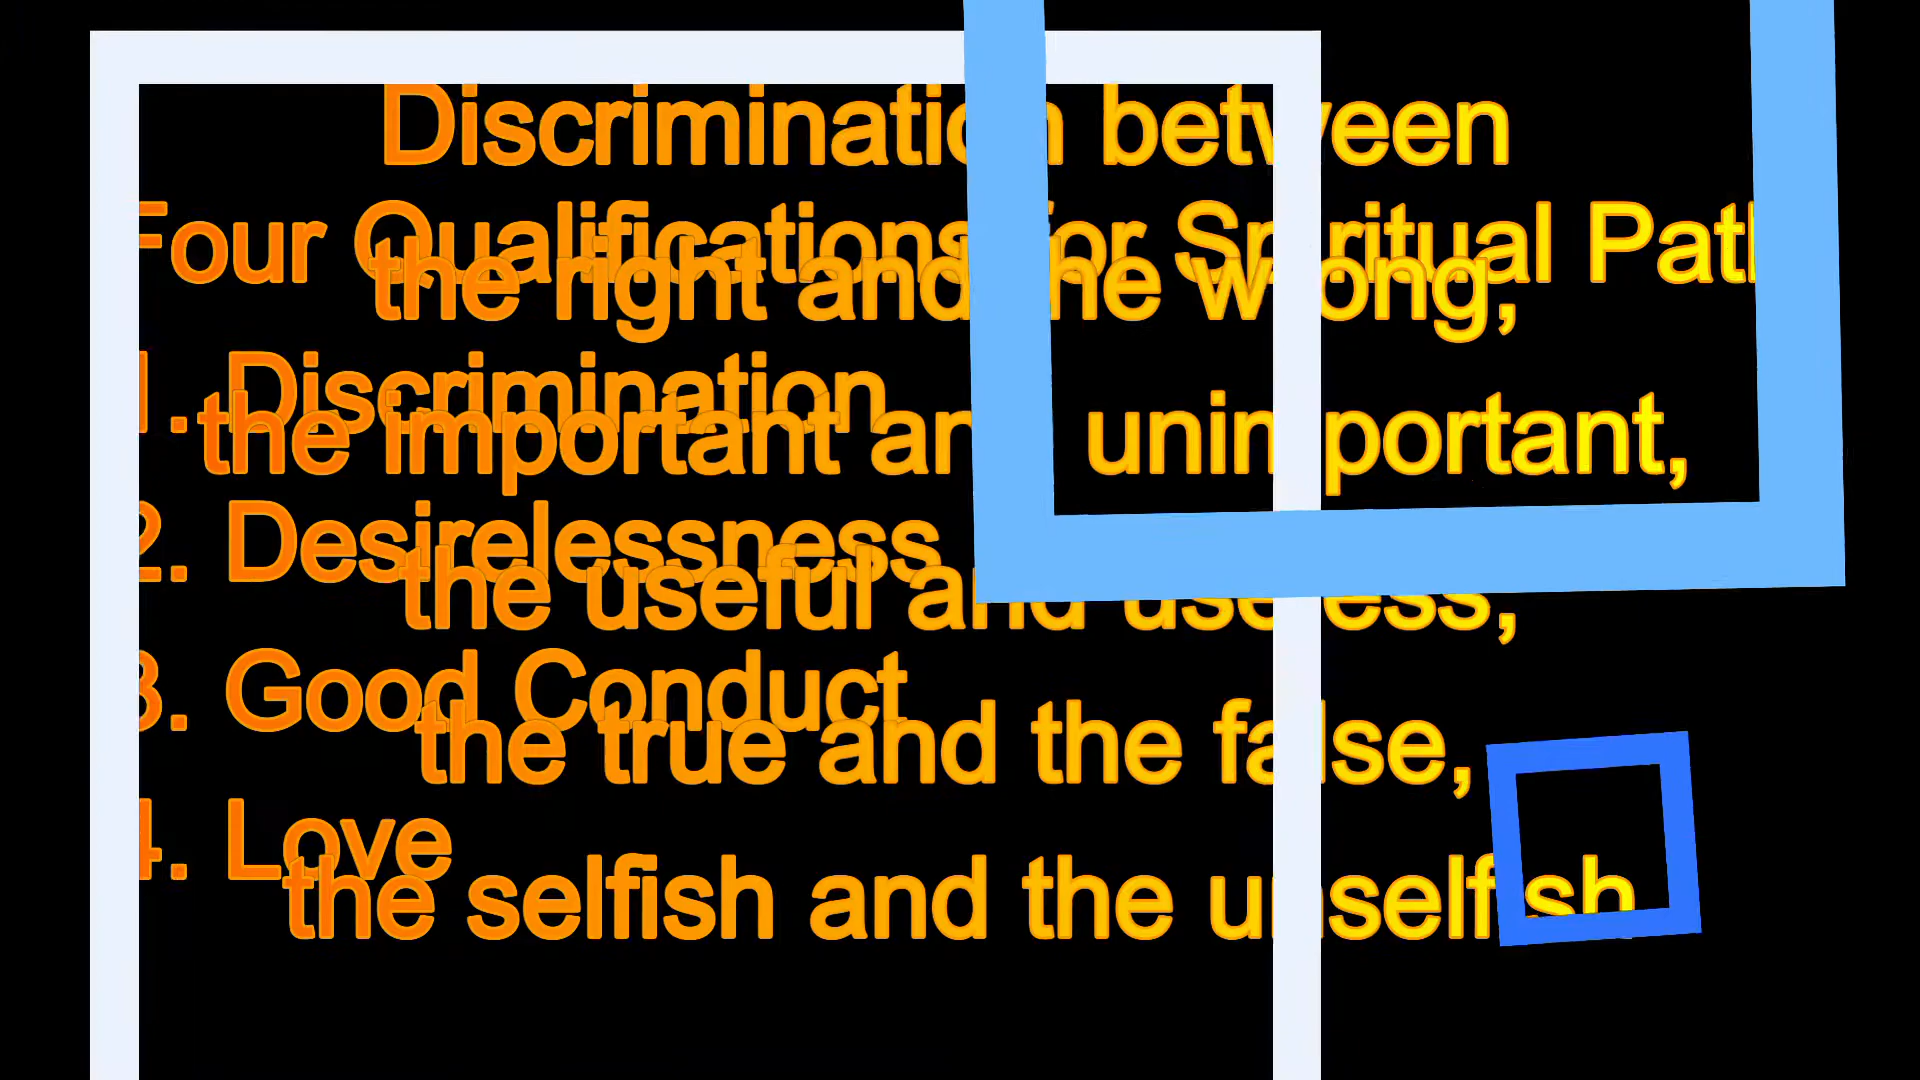 Discrimination between
Four Qualifications for Spiritual Path
the right and the wrong,
1. Discrimination
the important and unimportant,
2. Desirelessness
the useful and useless,
3. Good Conduct
the true and the false,
4. Love
the selfish and the unselfish